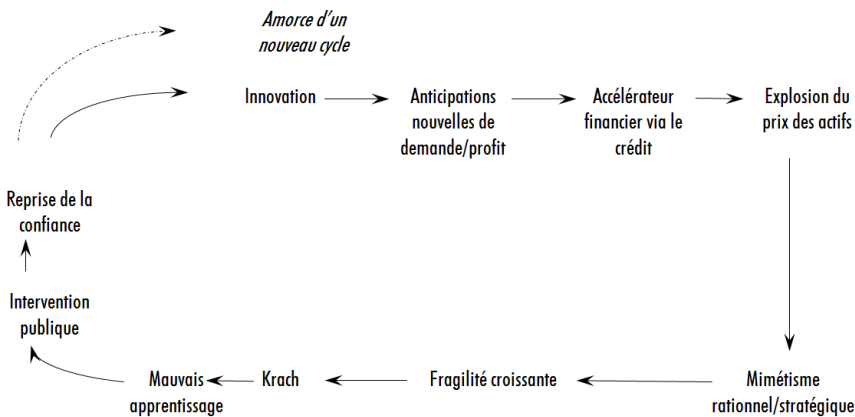 Amorce d'un
nouveau cycle
Innovation
Anticipations
nouvelles de
demande/profit
Accélérateur
financier via le
crédit
Explosion du
prix des actifs
Mimétisme
rationnel/stratégique
Fragilité croissante
Krach
Mauvais
apprentissage
Intervention
publique
Reprise de la
confiance